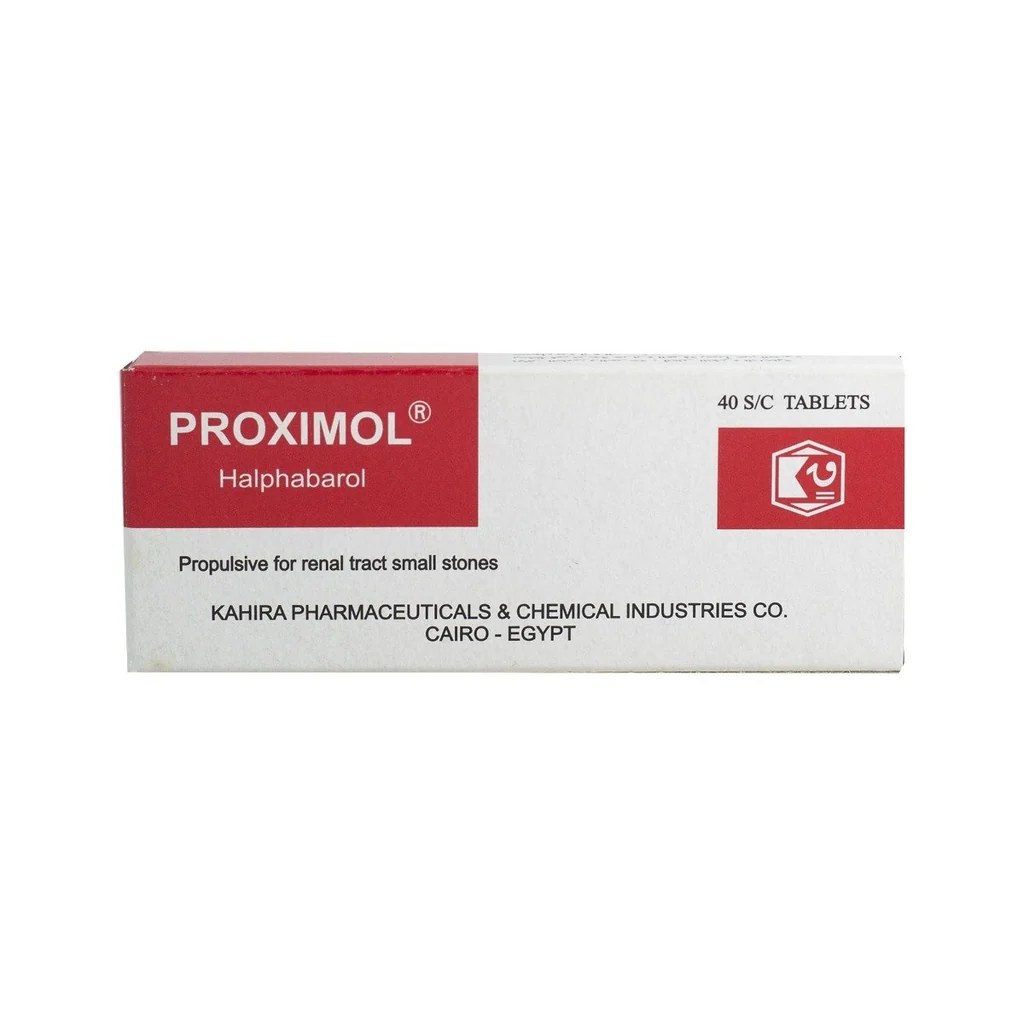 PROXIMOL®
Halphabarol
40 S/C TABLETS
Propulsive for renal tract small stones
KAHIRA PHARMACEUTICALS & CHEMICAL INDUSTRIES CO.
CAIRO - EGYPT